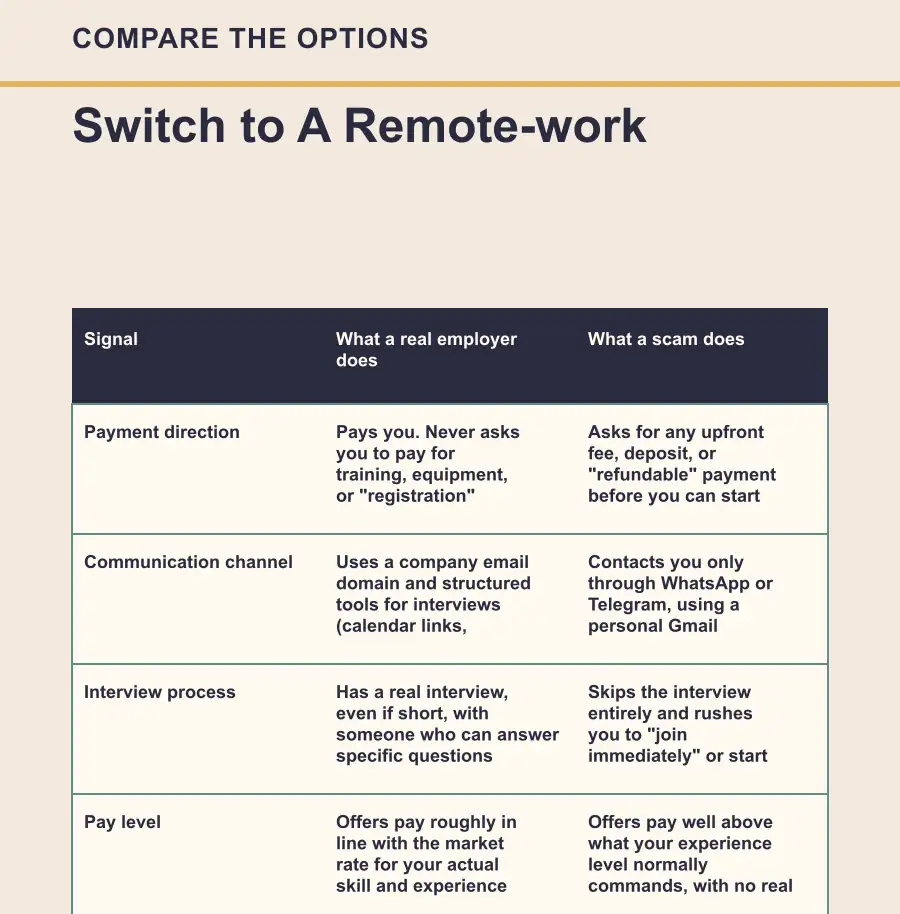 COMPARE THE OPTIONS
Switch to A Remote-work
Signal
What a real employer
does
What a scam does
Payment direction
Pays you. Never asks
you to pay for
training, equipment,
or "registration"
Asks for any upfront
fee, deposit, or
"refundable" payment
before you can start
Communication channel
Uses a company email
domain and structured
tools for interviews
(calendar links,
Contacts you only
through WhatsApp or
Telegram, using a
personal Gmail
Interview process
Has a real interview,
even if short, with
someone who can answer
specific questions
Skips the interview
entirely and rushes
you to "join
immediately" or start
Pay level
Offers pay roughly in
line with the market
rate for your actual
skill and experience
Offers pay well above
what your experience
level normally
commands, with no real